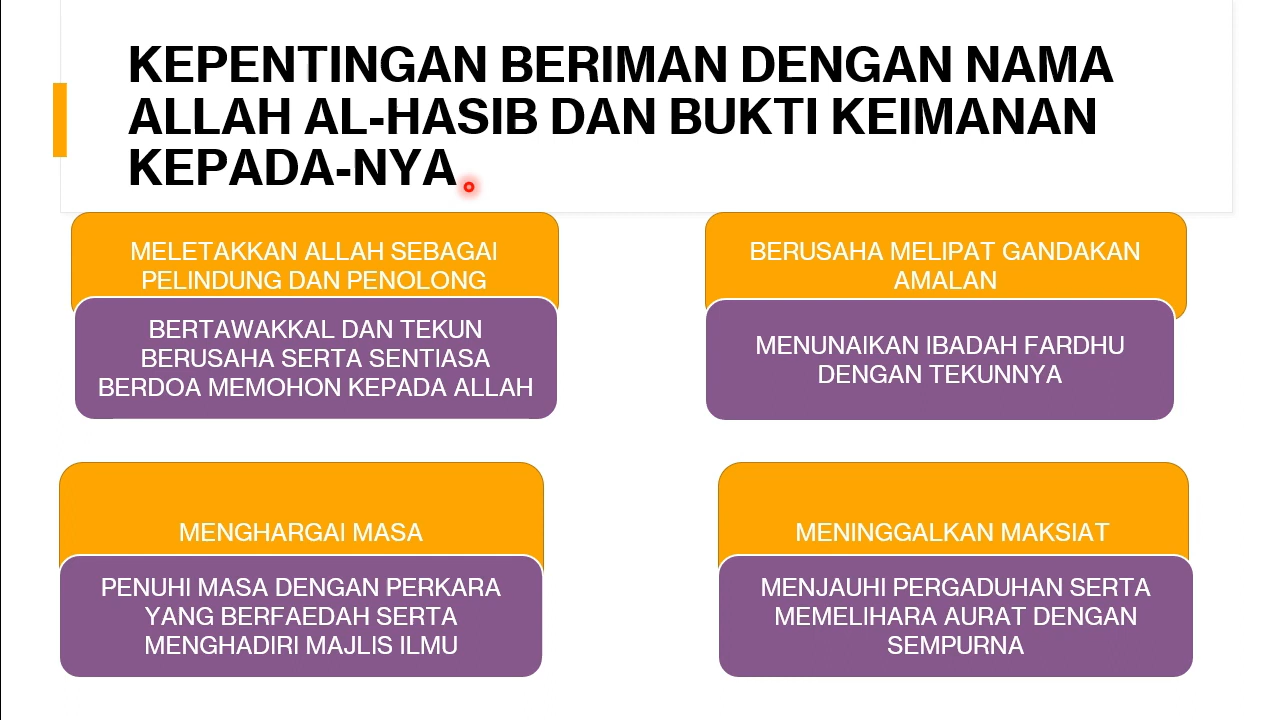 KEPENTINGAN BERIMAN DENGAN NAMA
ALLAH AL-HASIB DAN BUKTI KEIMANAN
KEPADA-NYA
MELETAKKAN ALLAH SEBAGAI
PELINDUNG DAN PENOLONG
BERTAWAKKAL DAN TEKUN
BERUSAHA SERTA SENTIASA
BERDOA MEMOHON KEPADA ALLAH
BERUSAHA MELIPAT GANDAKAN
AMALAN
MENUNAIKAN IBADAH FARDHU
DENGAN TEKUNNYA
MENGHARGAI MASA
PENUHI MASA DENGAN PERKARA
YANG BERFAEDAH SERTA
MENGHADIRI MAJLIS ILMU
MENINGGALKAN MAKSIAT
MENJAUHI PERGADUHAN SERTA
MEMELIHARA AURAT DENGAN
SEMPURNA